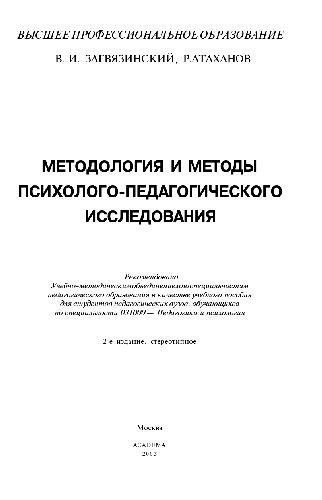 ВЫСШЕЕ ПРОФЕССИОНАЛЬНОЕ ОБРАЗОВАНИЕ
В. И. ЗАГВЯЗИНСКИЙ, Р.АТАХАНОВ
МЕТОДОЛОГИЯ И МЕТОДЫ
ПСИХОЛОГО-ПЕДАГОГИЧЕСКОГО
ИССЛЕДОВАНИЯ
Рекомендовано
Учебно-методическим объединением по специальностям
педагогического образования в качестве учебного пособия
для студентов педагогических вузов, обучающихся
по специальности 031000 — Педагогика и психология
2-е издание, стереотипное
Москва
ACADEMA
2005